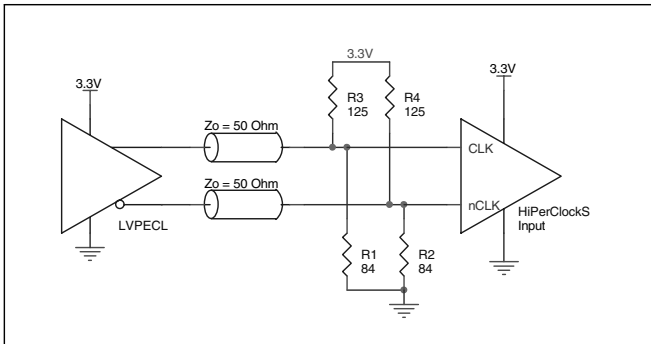 3.3V
3.3V
3.3V
R3
125
R4
125
Zo = 50 Ohm
CLK
Zo = 50 Ohm
nCLK
LVPECL
HiPerClockS
Input
R1
84
R2
84